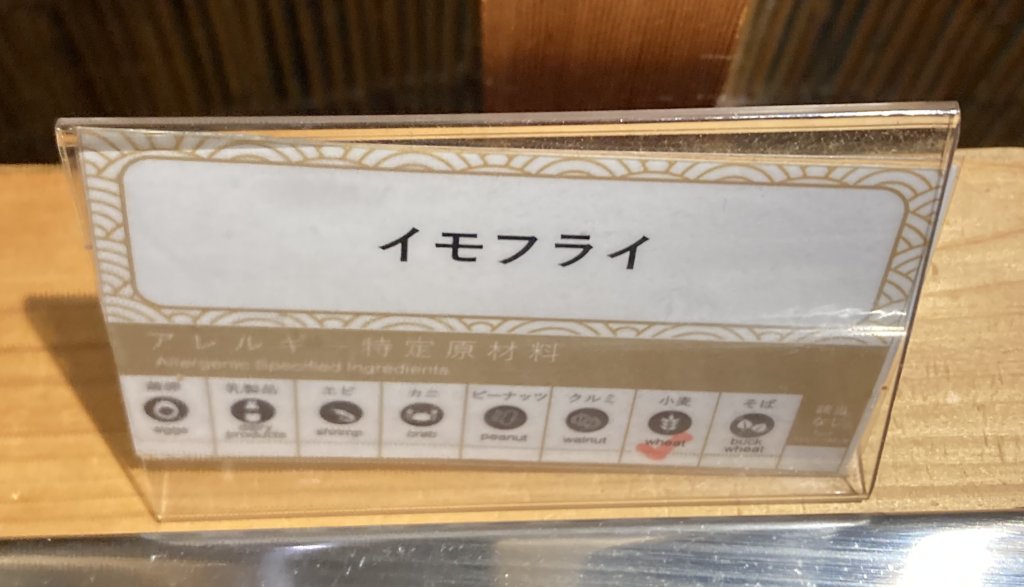 イモフライ
アレルギー特定原材料
Allergenic Specified Ingredients
鶏卵 乳製品 エビ カニ ピーナッツ クルミ 小麦 そば
eggs dairy products shrimp crab peanut walnut wheat buck wheat
該当なし